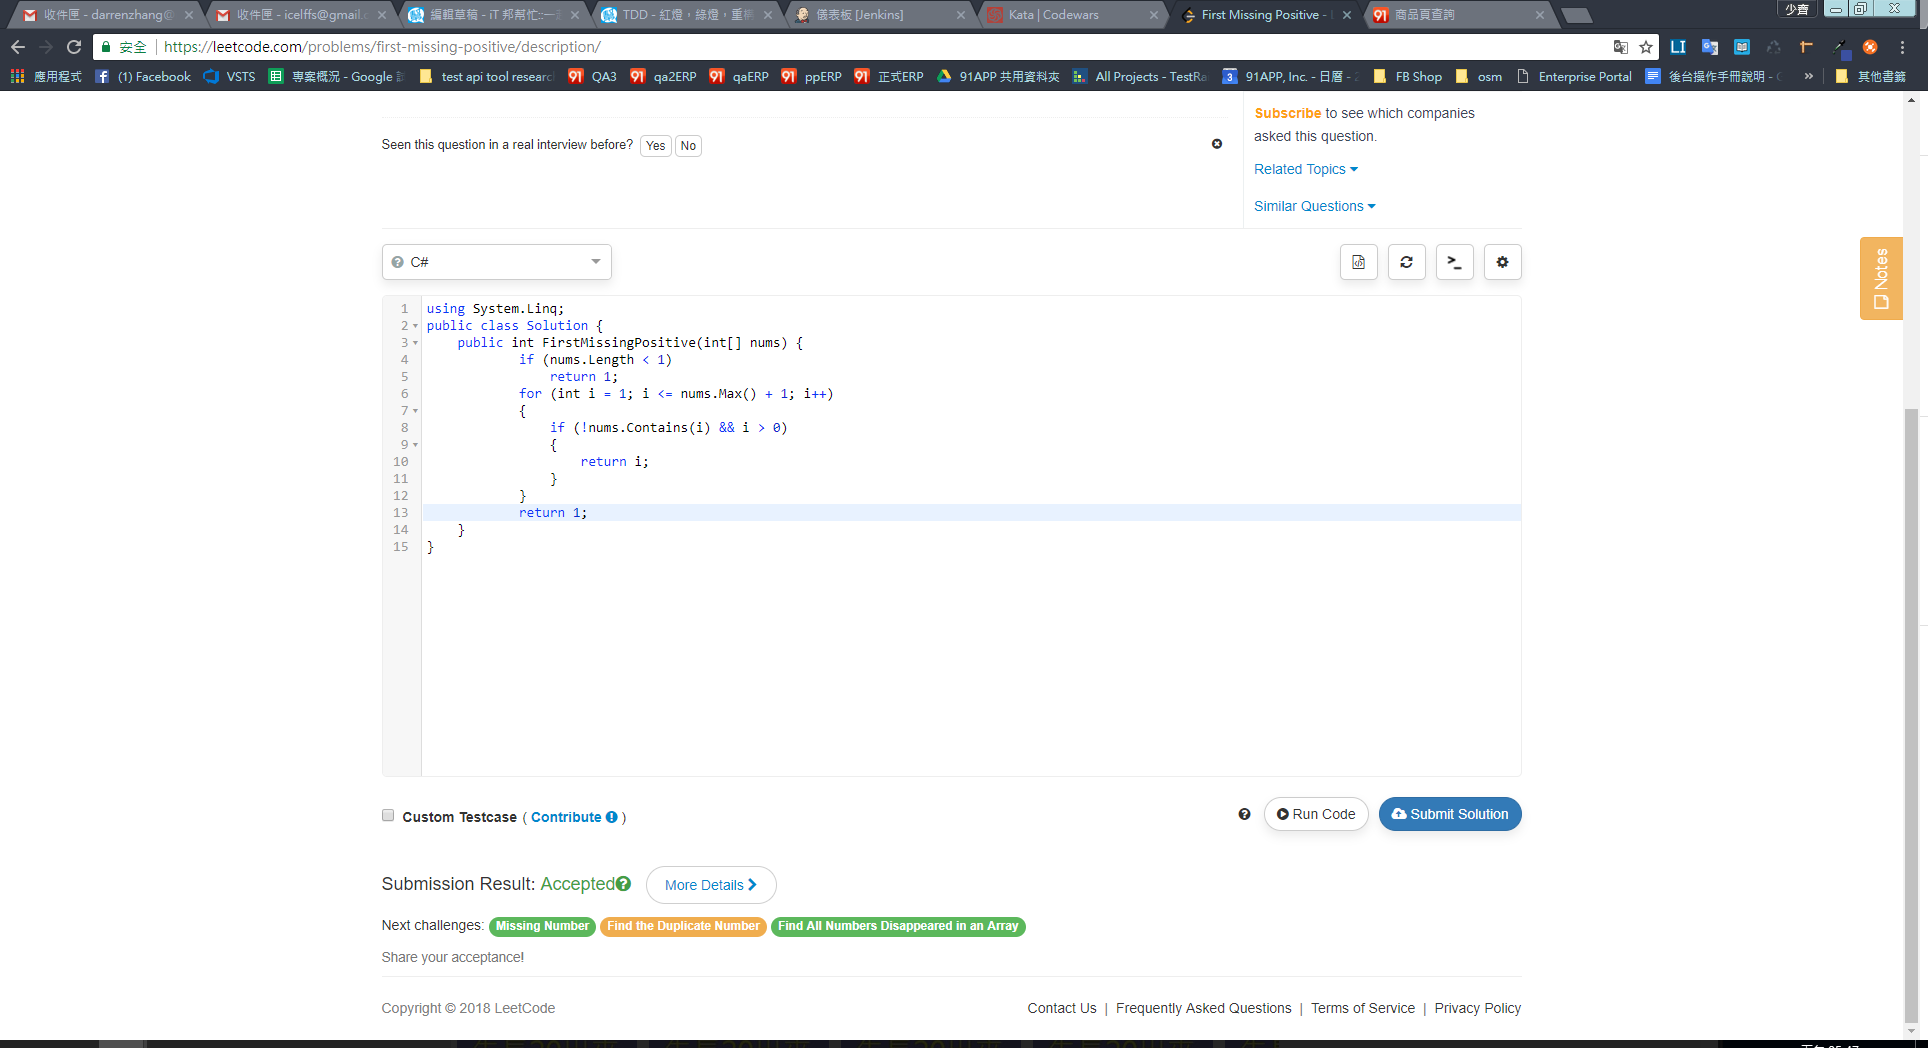 收件匣 - darrenzhang@
收件匣 - icelffs@gmail.c
編輯草稿 - iT 邦幫忙::一
TDD - 紅燈，綠燈，重
儀表板 [Jenkins]
Kata | Codewars
First Missing Positive -
91 商品頁查詢
少齊
安全 https://leetcode.com/problems/first-missing-positive/description/
應用程式 (1) Facebook VSTS 專案概況 - Google test api tool researc 91 QA3 91 qa2ERP 91 qaERP 91 ppERP 91 正式ERP 91APP 共用資料夾 All Projects - TestRa 3 91APP, Inc. - 日曆 - FB Shop osm Enterprise Portal 後台操作手冊說明 - » 其他書籤
Subscribe to see which companies
asked this question.
Seen this question in a real interview before? Yes No
Related Topics
Similar Questions
C#
Notes
1 using System.Linq;
2 public class Solution {
3 public int FirstMissingPositive(int[] nums) {
4 if (nums.Length < 1)
5 return 1;
6 for (int i = 1; i <= nums.Max() + 1; i++)
7 {
8 if (!nums.Contains(i) && i > 0)
9 {
10 return i;
11 }
12 }
13 return 1;
14 }
15 }
Custom Testcase ( Contribute )
Run Code
Submit Solution
Submission Result: Accepted
More Details
Next challenges: Missing Number Find the Duplicate Number Find All Numbers Disappeared in an Array
Share your acceptance!
Copyright © 2018 LeetCode
Contact Us | Frequently Asked Questions | Terms of Service | Privacy Policy